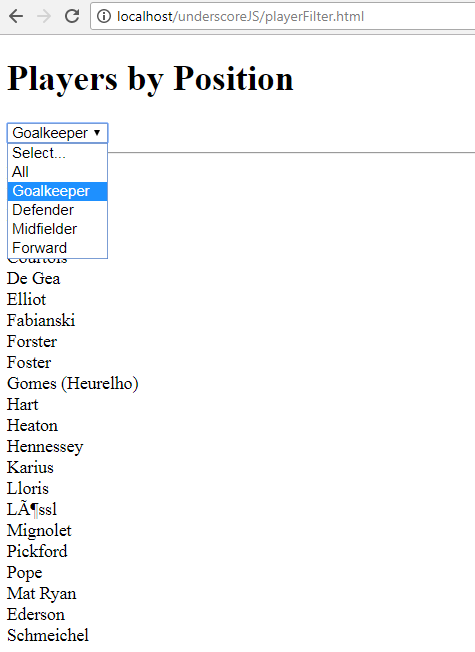 localhost/underscoreJS/playerFilter.html
Players by Position
Goalkeeper
Select...
All
Goalkeeper
Defender
Midfielder
Forward
Courtois
De Gea
Elliot
Fabianski
Forster
Foster
Gomes (Heurelho)
Hart
Heaton
Hennessey
Karius
Lloris
LÃ¶ssl
Mignolet
Pickford
Pope
Mat Ryan
Ederson
Schmeichel